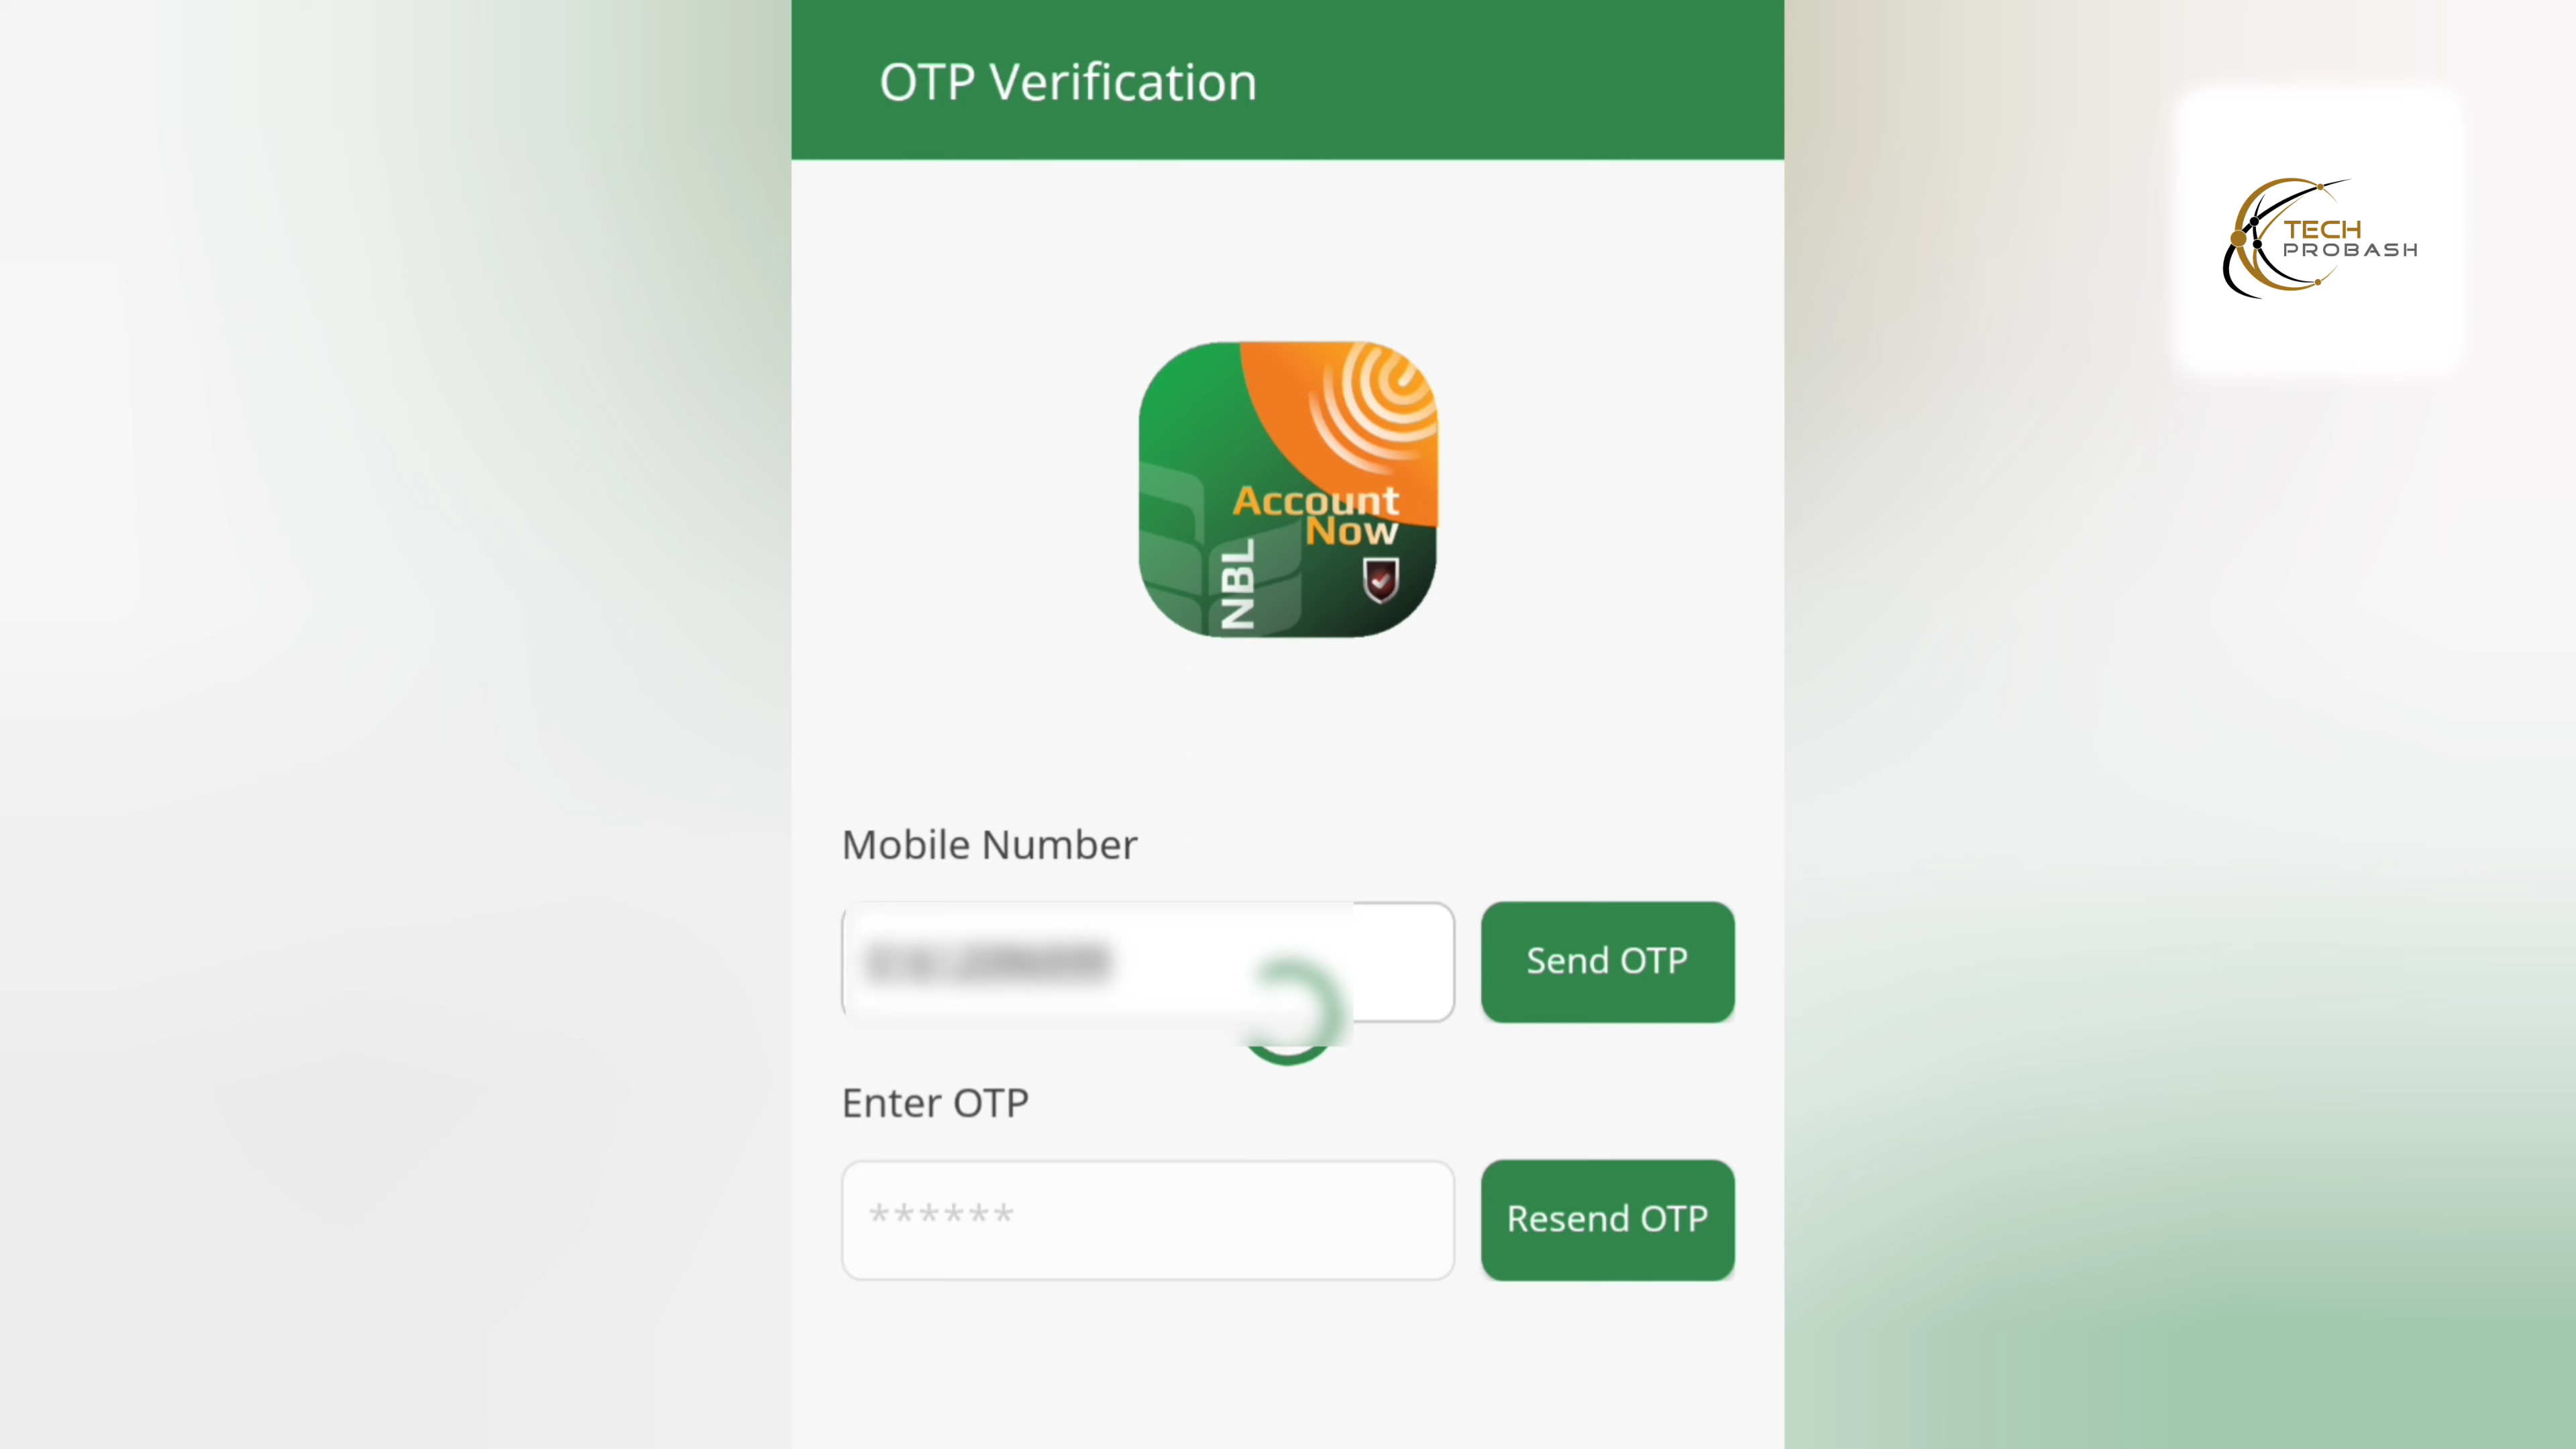 OTP Verification
TECH
PROBASH
Account
Now
NBL
Mobile Number
Send OTP
Enter OTP
******
Resend OTP